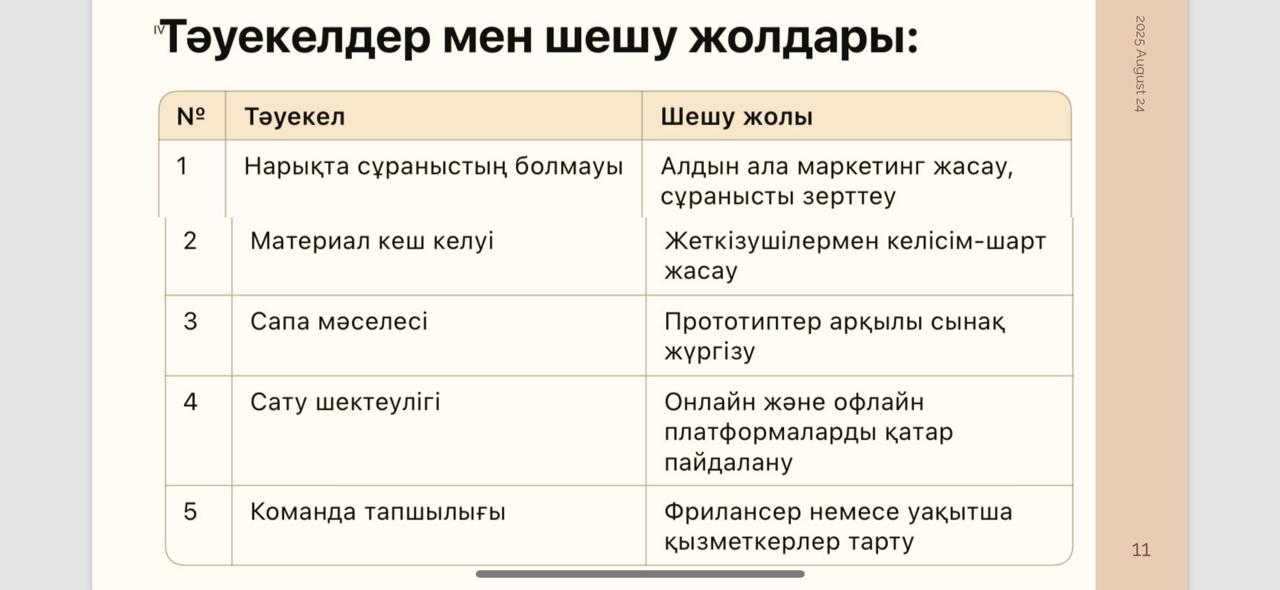 IV
Тәуекелдер мен шешу жолдары:
2025 August 24
№ Тәуекел Шешу жолы
1 Нарықта сұраныстың болмауы Алдын ала маркетинг жасау,
сұранысты зерттеу
2 Материал кеш келуі Жеткізушілермен келісім-шарт
жасау
3 Сапа мәселесі Прототиптер арқылы сынақ
жүргізу
4 Сату шектеулігі Онлайн және офлайн
платформаларды қатар
пайдалану
5 Команда тапшылығы Фрилансер немесе уақытша
қызметкерлер тарту
11